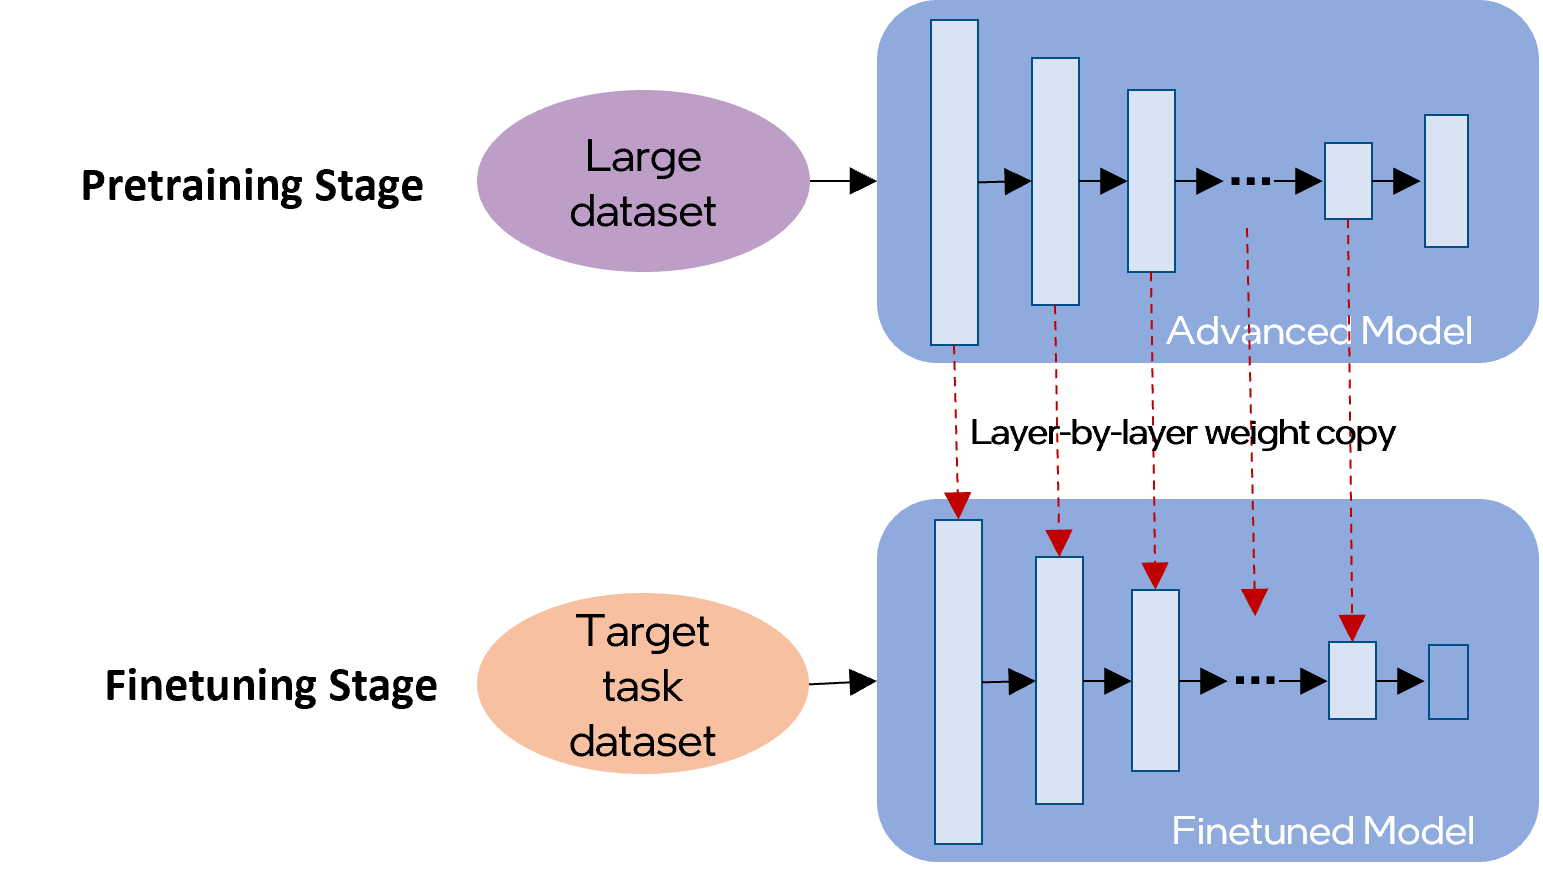 Pretraining Stage
Large
dataset
...
Advanced Model
Layer-by-layer weight copy
Finetuning Stage
Target
task
dataset
...
Finetuned Model